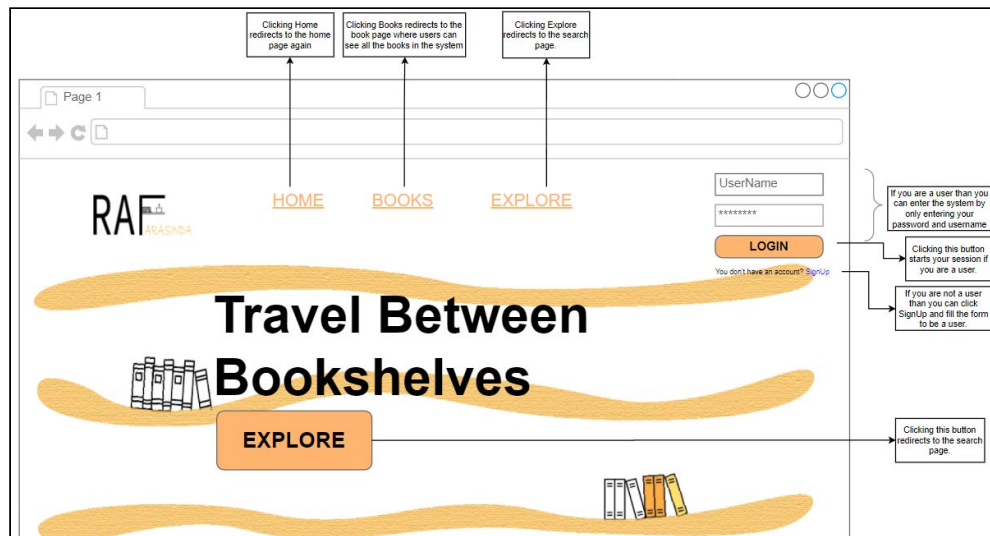 Clicking Home
redirects to the home
page again
Clicking Books redirects to the
book page where users can
see all the books in the system
Clicking Explore
redirects to the search
page.
Page 1
HOME
BOOKS
EXPLORE
UserName
********
LOGIN
You don't have an account? SignUp
RAF
ARASINDA
If you are a user than you
can enter the system by
only entering your
password and username
Clicking this button
starts your session if
you are a user.
If you are not a user
than you can click
SignUp and fill the form
to be a user.
Travel Between
Bookshelves
EXPLORE
Clicking this button
redirects to the search
page.